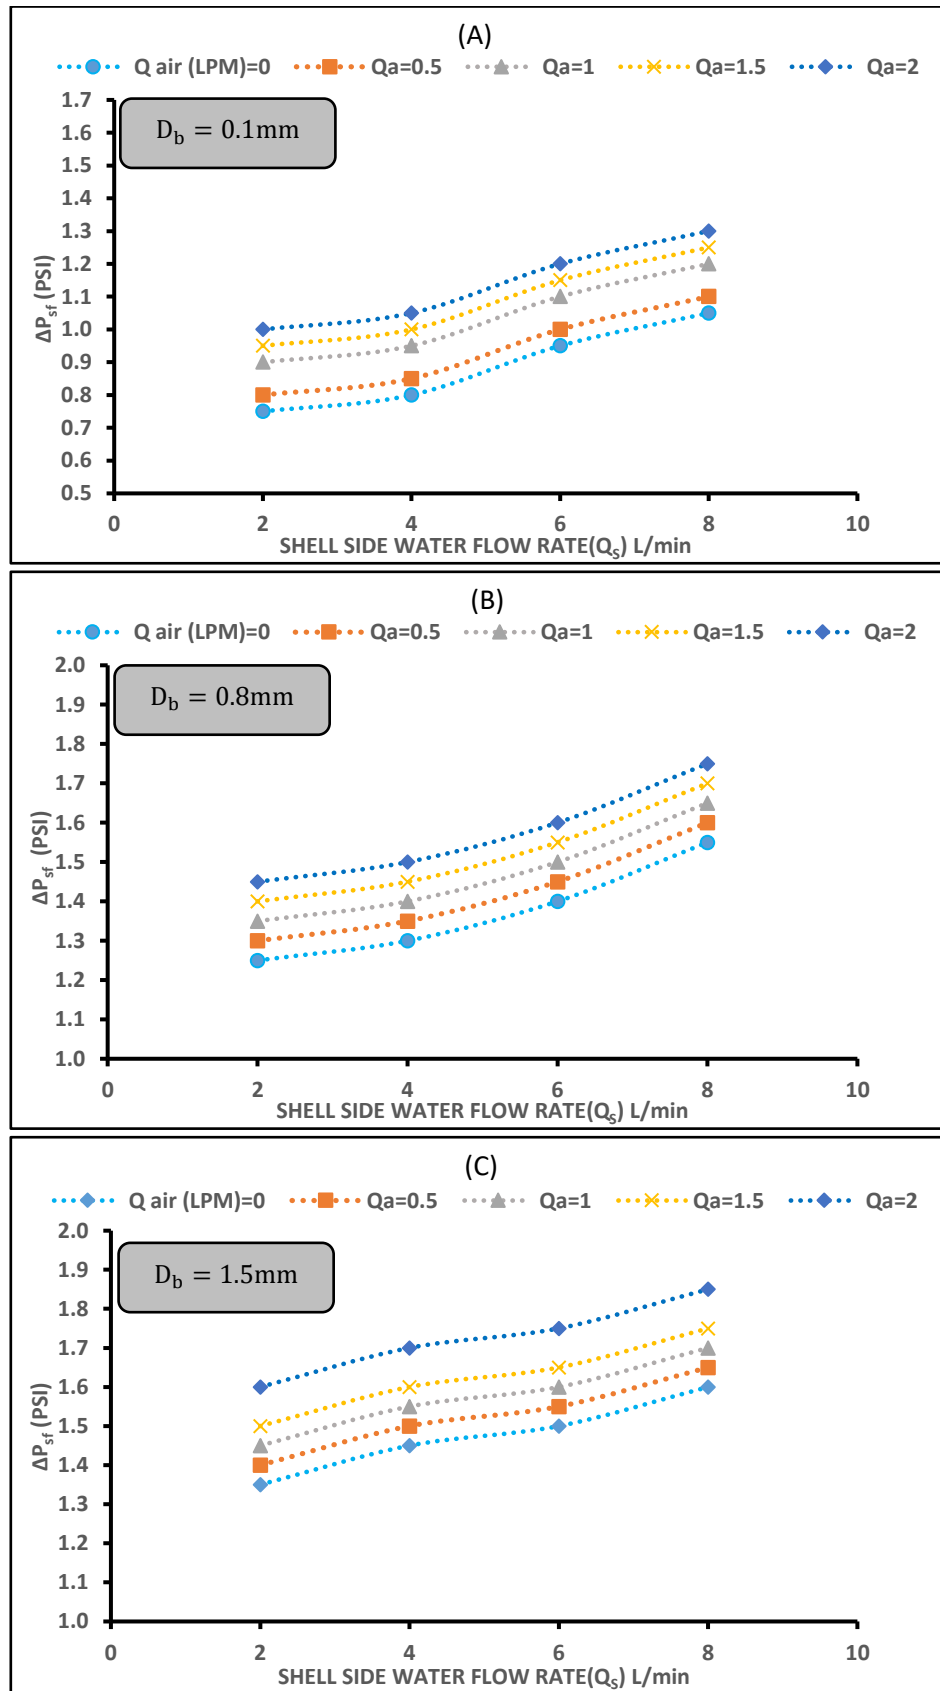 (A)
Q air (LPM)=0 Qa=0.5 Qa=1 Qa=1.5 Qa=2
D_b = 0.1mm
1.7
1.6
1.5
1.4
1.3
1.2
1.1
1.0
0.9
0.8
0.7
0.6
0.5
ΔP_sf (PSI)
0 2 4 6 8 10
SHELL SIDE WATER FLOW RATE(Q_S) L/min
(B)
Q air (LPM)=0 Qa=0.5 Qa=1 Qa=1.5 Qa=2
D_b = 0.8mm
2.0
1.9
1.8
1.7
1.6
1.5
1.4
1.3
1.2
1.1
1.0
ΔP_sf (PSI)
0 2 4 6 8 10
SHELL SIDE WATER FLOW RATE(Q_S) L/min
(C)
Q air (LPM)=0 Qa=0.5 Qa=1 Qa=1.5 Qa=2
D_b = 1.5mm
2.0
1.9
1.8
1.7
1.6
1.5
1.4
1.3
1.2
1.1
1.0
ΔP_sf (PSI)
0 2 4 6 8 10
SHELL SIDE WATER FLOW RATE(Q_S) L/min